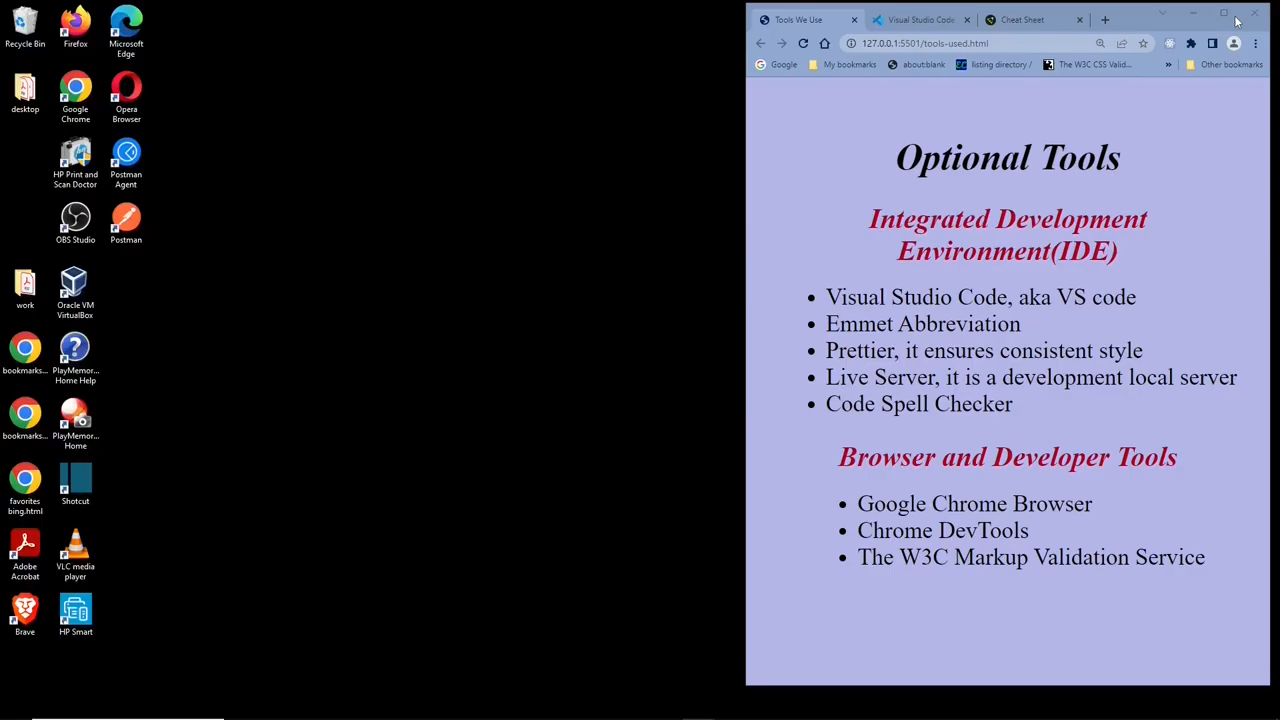 Recycle Bin
Firefox
Microsoft
Edge
desktop
Google
Chrome
Opera
Browser
HP Print and
Scan Doctor
Postman
Agent
OBS Studio
Postman
work
Oracle VM
VirtualBox
bookmarks...
PlayMemor...
Home Help
bookmarks...
PlayMemor...
Home
favorites
bing.html
Shotcut
Adobe
Acrobat
VLC media
player
Brave
HP Smart
Tools We Use
Visual Studio Code
Cheat Sheet
127.0.0.1:5501/tools-used.html
Google
My bookmarks
about:blank
listing directory /
The W3C CSS Valid...
»
Other bookmarks
Optional Tools
Integrated Development
Environment(IDE)
• Visual Studio Code, aka VS code
• Emmet Abbreviation
• Prettier, it ensures consistent style
• Live Server, it is a development local server
• Code Spell Checker
Browser and Developer Tools
• Google Chrome Browser
• Chrome DevTools
• The W3C Markup Validation Service